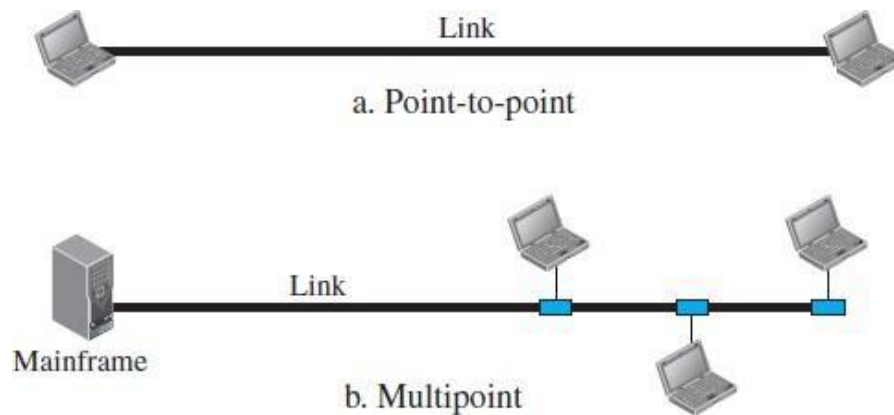 Link
a. Point-to-point
Link
Mainframe
b. Multipoint